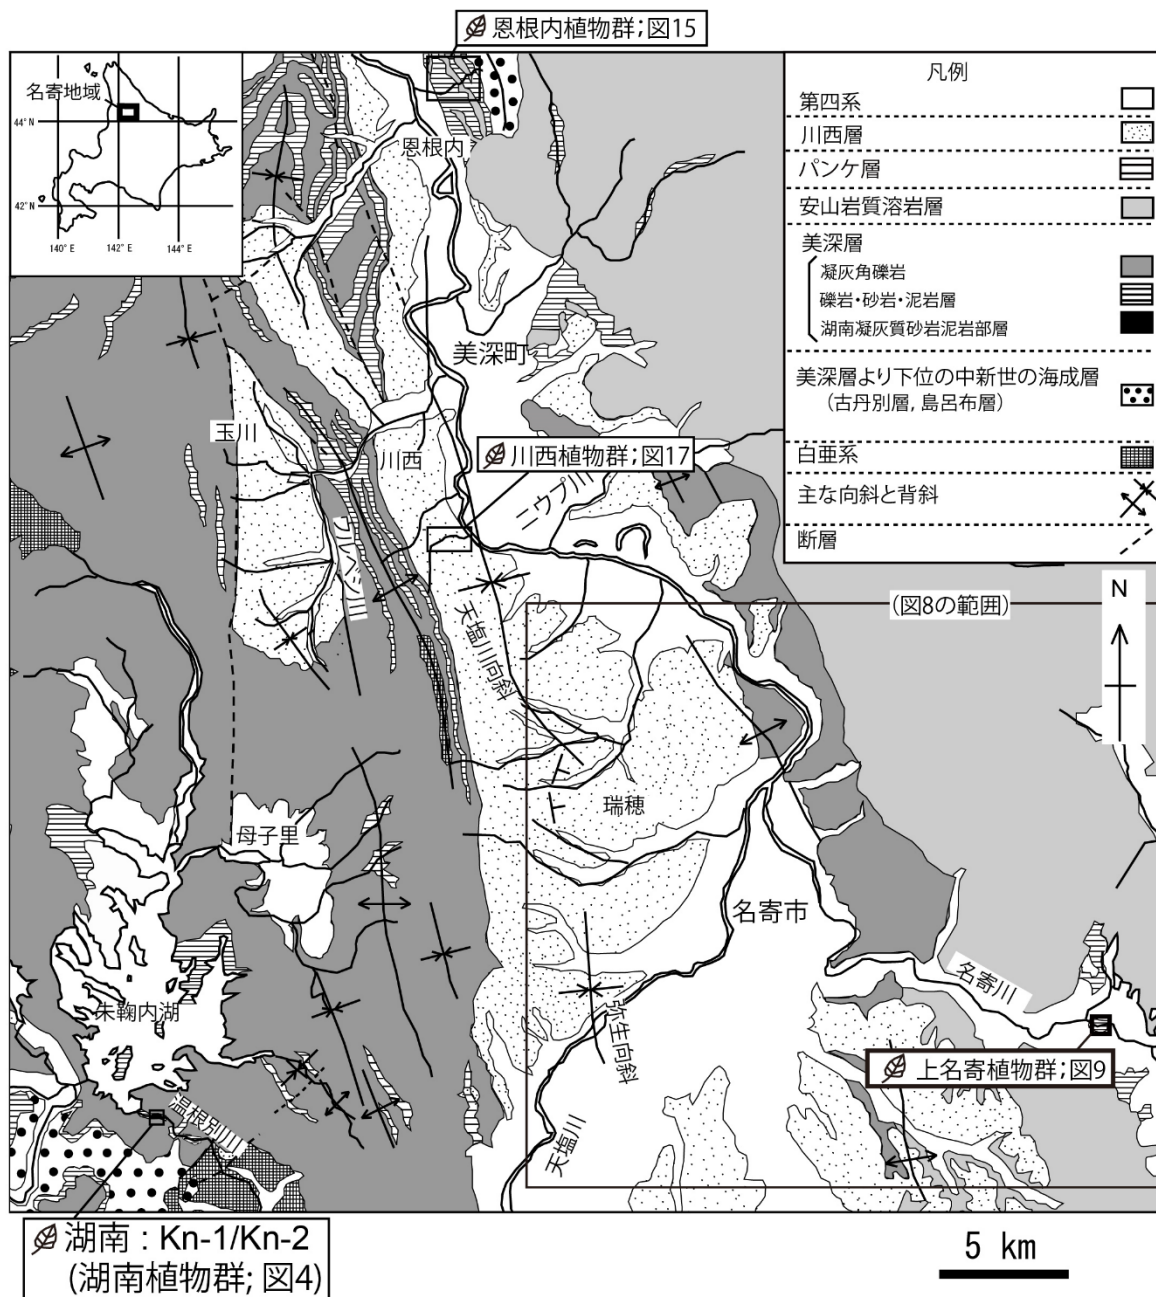 恩根内植物群;図15
名寄地域
44° N
42° N
140° E
142° E
144° E
凡例
第四系
川西層
パンケ層
安山岩質溶岩層
美深層
凝灰角礫岩
礫岩・砂岩・泥岩層
湖南凝灰質砂岩泥岩部層
美深層より下位の中新世の海成層
(古丹別層, 島呂布層)
白亜系
主な向斜と背斜
断層
恩根内
美深町
玉川
川西
川西植物群;図17
ニウプ川
N
(図8の範囲)
天塩川向斜
瑞穂
母子里
名寄市
名寄川
朱鞠内湖
弥生向斜
上名寄植物群;図9
温根別川
天塩川
湖南 : Kn-1/Kn-2
(湖南植物群; 図4)
5 km